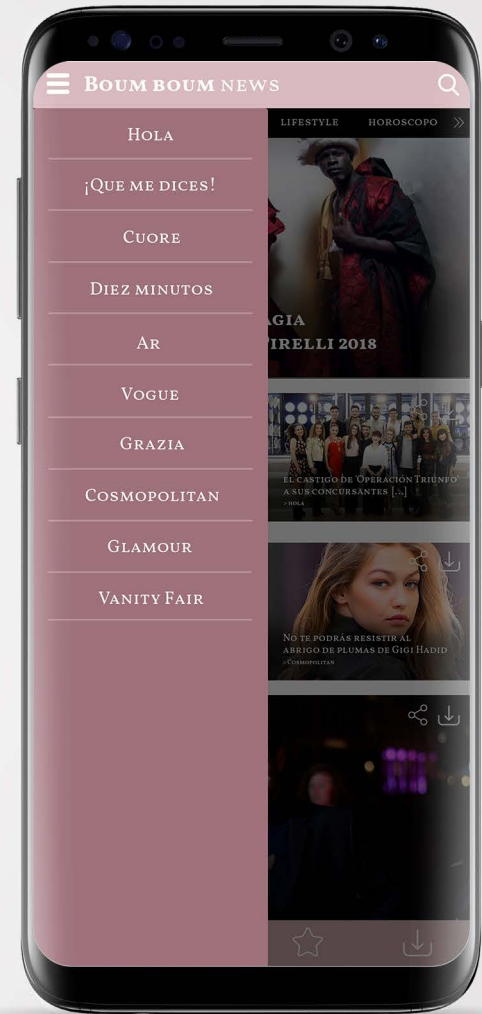 BOUM BOUM NEWS
HOLA
¡QUE ME DICES!
CUORE
DIEZ MINUTOS
AR
VOGUE
GRAZIA
COSMOPOLITAN
GLAMOUR
VANITY FAIR
LIFESTYLE HOROSCOPO
AGIA
IRELLI 2018
EL CASTIGO DE 'OPERACIÓN TRIUNFO'
A SUS CONCURSANTES [...]
> HOLA
NO TE PODRÁS RESISTIR AL
ABRIGO DE PLUMAS DE GIGI HADID
> COSMOPOLITAN